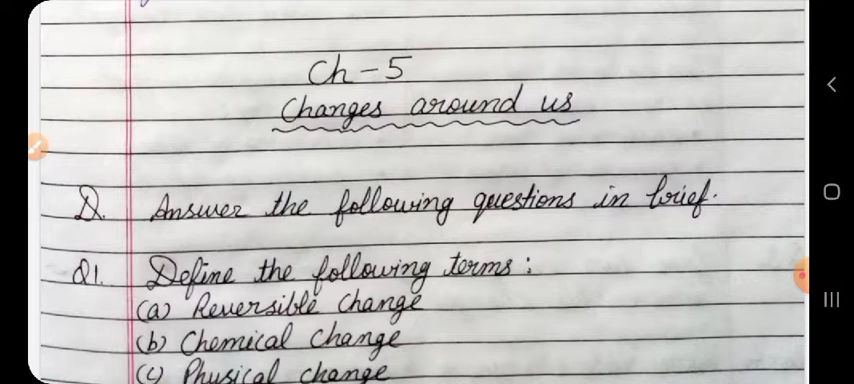 Ch-5
Changes around us
D. Answer the following questions in brief.
Q1. Define the following terms:
(a) Reversible change
(b) Chemical change
(c) Physical change